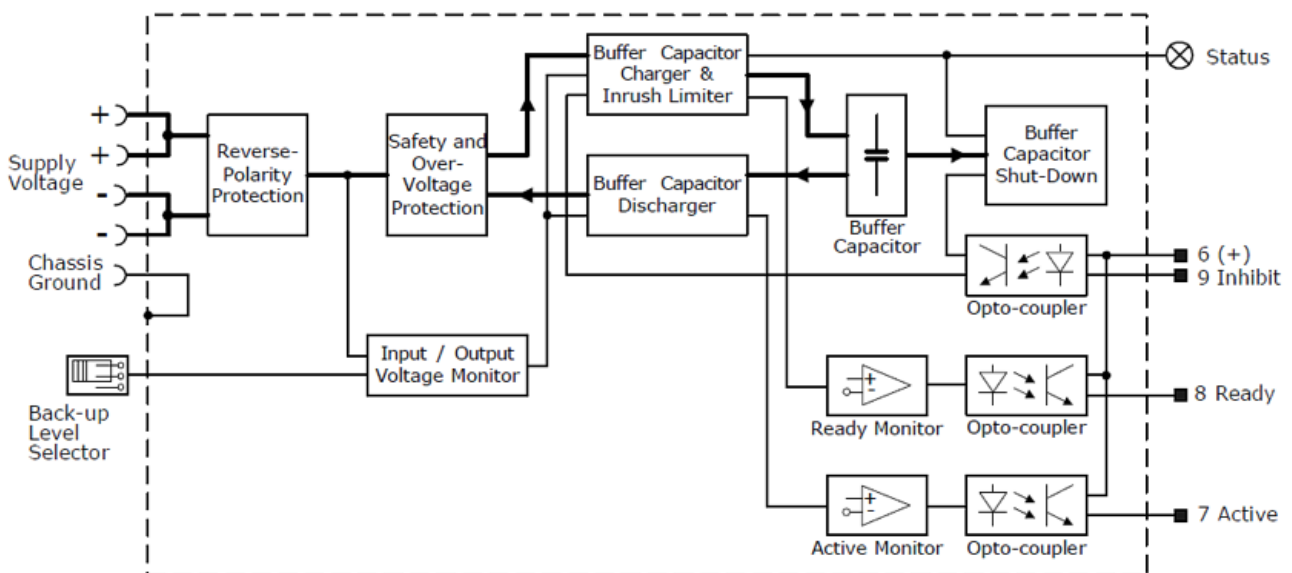 Buffer Capacitor
Charger &
Inrush Limiter
Status
+
+
-
-
Supply
Voltage
Reverse-
Polarity
Protection
Safety and
Over-
Voltage
Protection
Buffer Capacitor
Discharger
Buffer
Capacitor
Buffer
Capacitor
Shut-Down
Chassis
Ground
6 (+)
9 Inhibit
Opto-coupler
Input / Output
Voltage Monitor
Back-up
Level
Selector
+
-
Ready Monitor
Opto-coupler
8 Ready
+
-
Active Monitor
Opto-coupler
7 Active